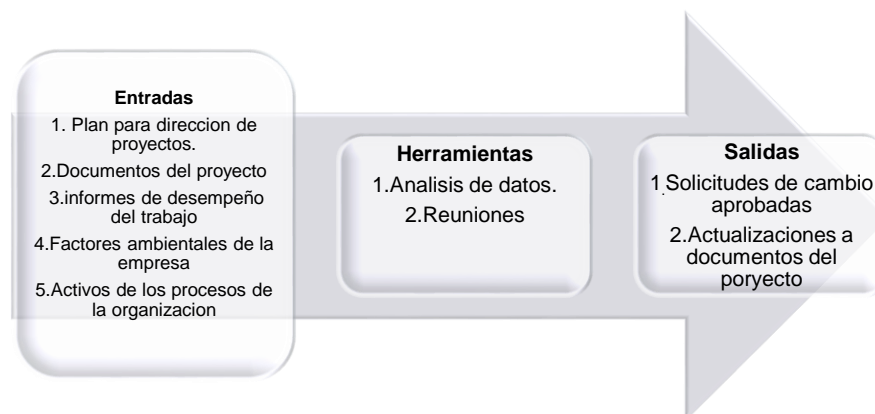 Entradas
1. Plan para direccion de
proyectos.
2.Documentos del proyecto
3.informes de desempeño
del trabajo
4.Factores ambientales de la
empresa
5.Activos de los procesos de
la organizacion
Herramientas
1.Analisis de datos.
2.Reuniones
Salidas
1.Solicitudes de cambio
aprobadas
2.Actualizaciones a
documentos del
poryecto